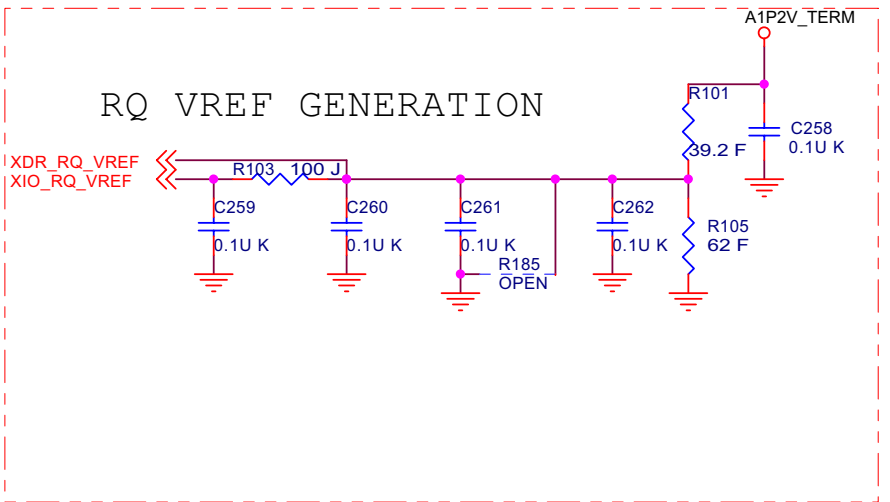 A1P2V_TERM
RQ VREF GENERATION
R101
39.2 F
C258
0.1U K
XDR_RQ_VREF
XIO_RQ_VREF
R103 100 J
C259
0.1U K
C260
0.1U K
C261
0.1U K
R185
OPEN
C262
0.1U K
R105
62 F